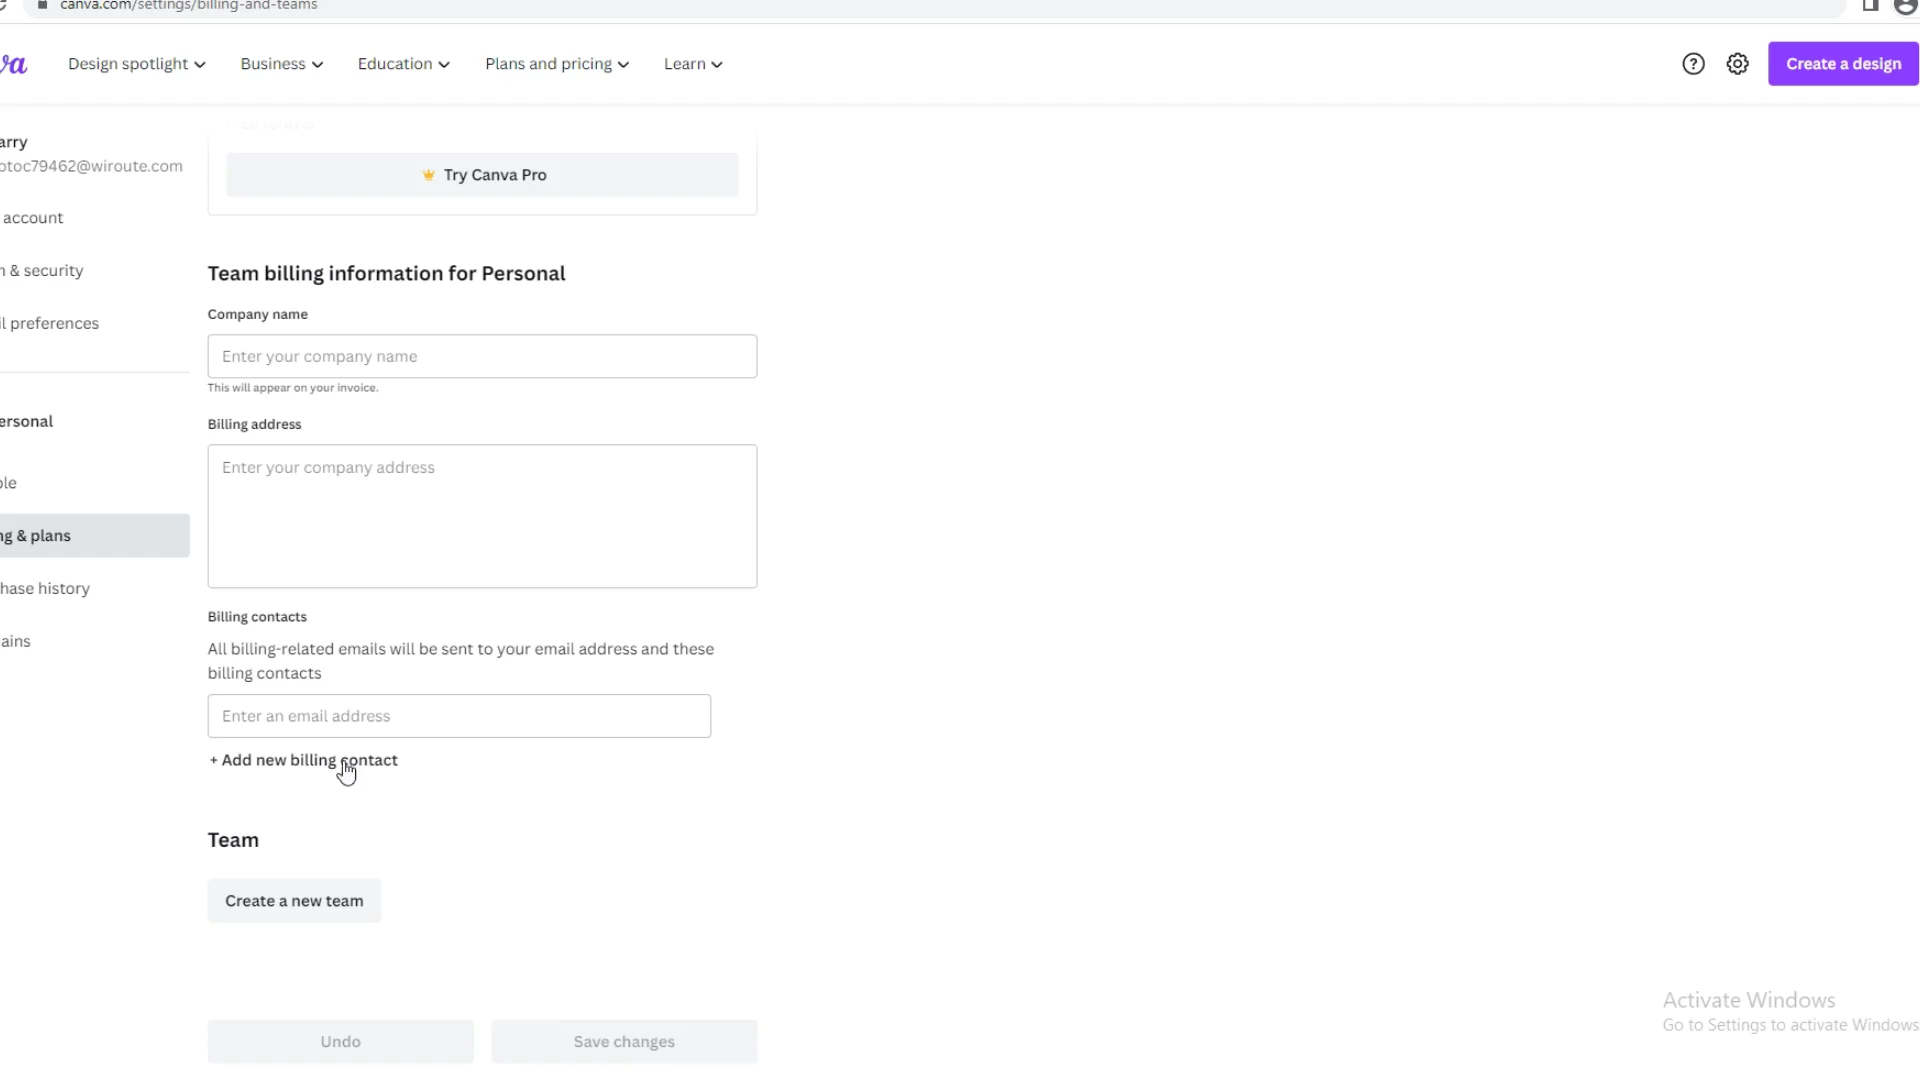 canva.com/settings/billing-and-teams
va
Design spotlight
Business
Education
Plans and pricing
Learn
Create a design
arry
otoc79462@wiroute.com
account
n & security
il preferences
ersonal
ple
ng & plans
hase history
ains
Try Canva Pro
Team billing information for Personal
Company name
Enter your company name
This will appear on your invoice.
Billing address
Enter your company address
Billing contacts
All billing-related emails will be sent to your email address and these
billing contacts
Enter an email address
+ Add new billing contact
Team
Create a new team
Undo
Save changes
Activate Windows
Go to Settings to activate Windows.